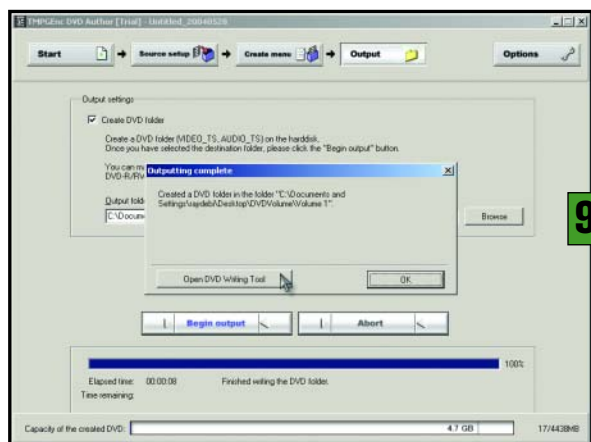 TMPGEnc DVD Author [Trial] - Untitled_20040528
Start
Source setup
Create menu
Output
Options
Output settings
Create DVD folder
Create a DVD folder (VIDEO_TS, AUDIO_TS) on the harddisk.
Once you have selected the destination folder, please click the "Begin output" button.
You can m
DVD-R/RW
Output fold
C:\Docum
Browse
Outputting complete
Created a DVD folder in the folder "C:\Documents and
Settings\rajdebi\Desktop\DVDVolume\Volume 1".
Open DVD Writing Tool
OK
9
Begin output
Abort
100%
Elapsed time: 00:00:08 Finished writing the DVD folder.
Time remaining:
Capacity of the created DVD: 4.7 GB 17/4428MB